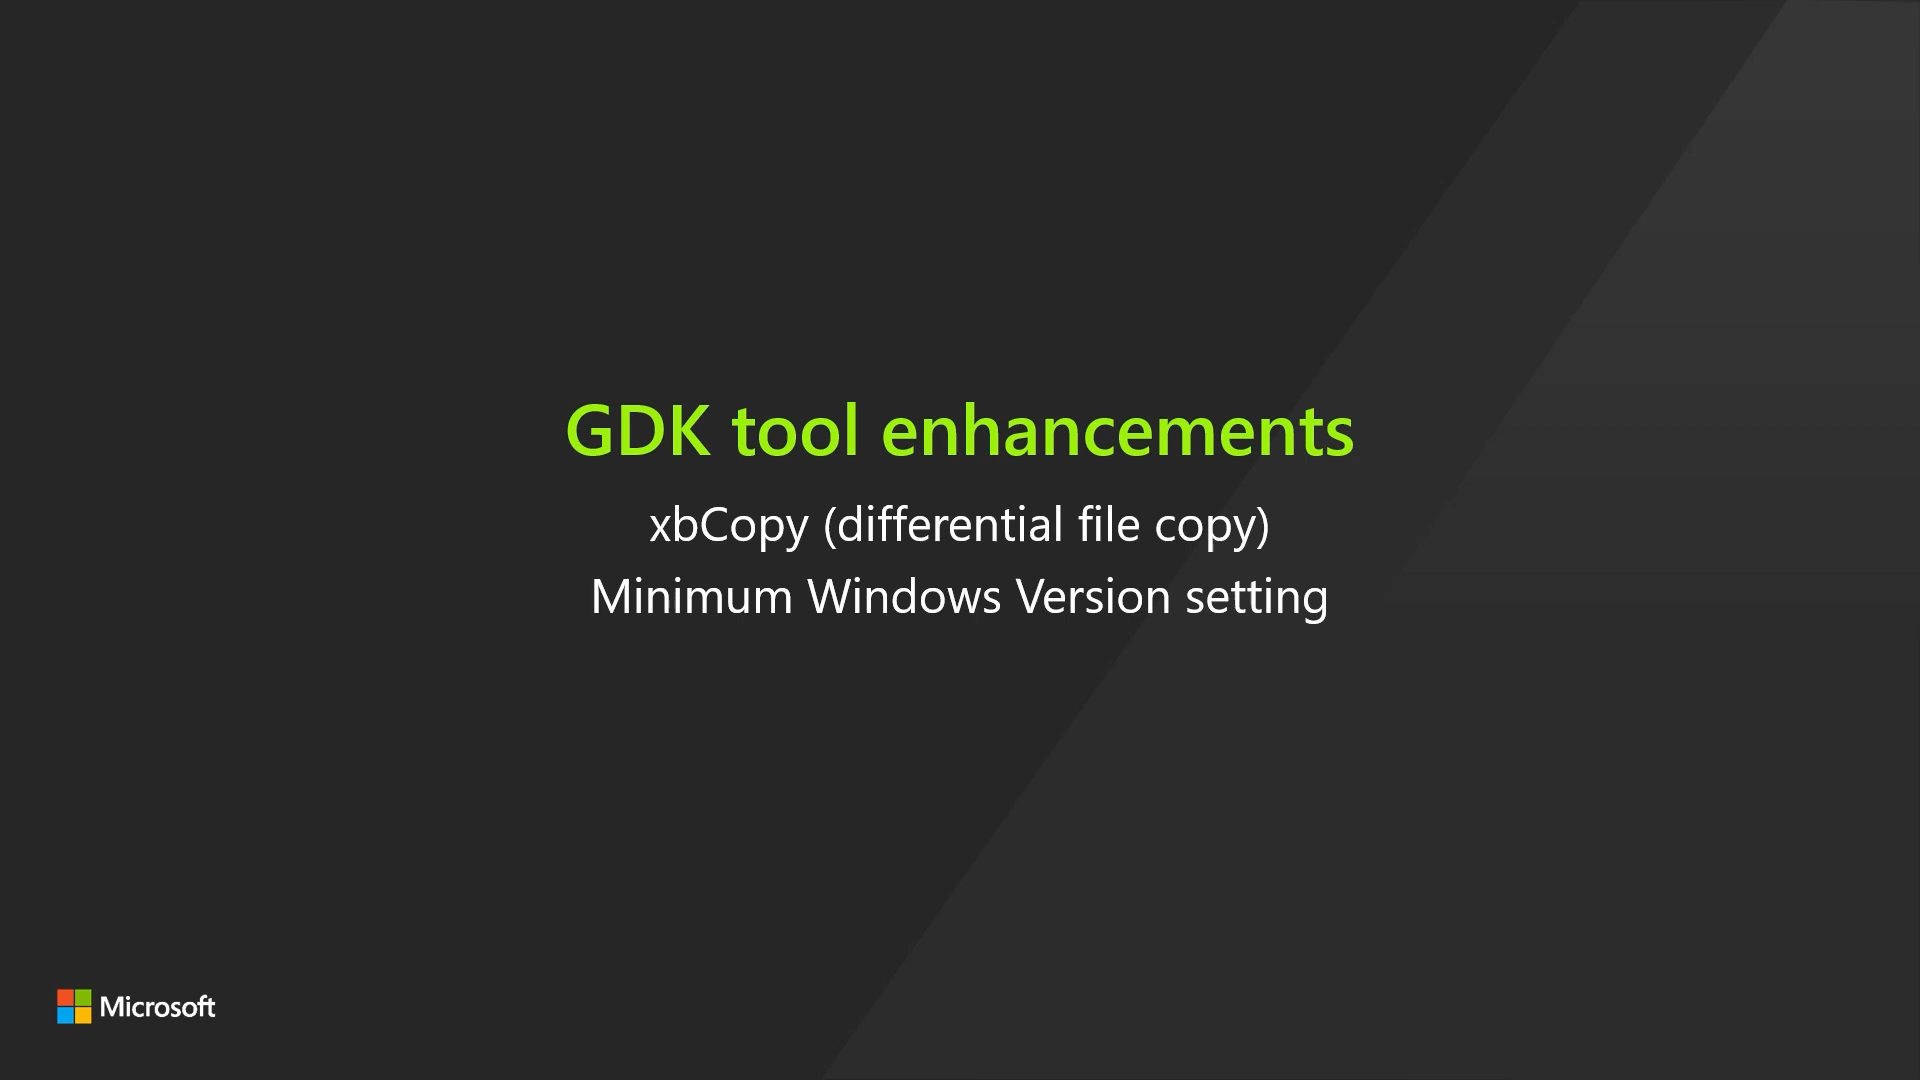 GDK tool enhancements
xbCopy (differential file copy)
Minimum Windows Version setting
Microsoft